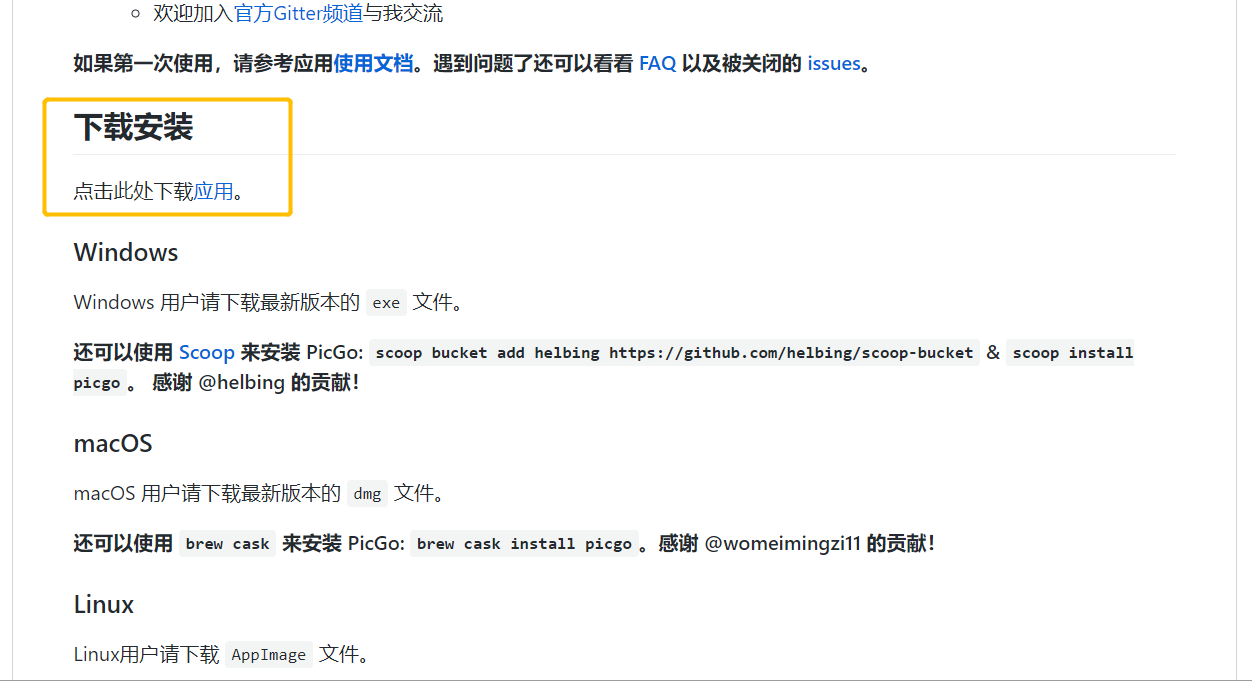 欢迎加入官方Gitter频道与我交流
如果第一次使用，请参考应用使用文档。遇到问题了还可以看看 FAQ 以及被关闭的 issues。
下载安装
点击此处下载应用。
Windows
Windows 用户请下载最新版本的 exe 文件。
还可以使用 Scoop 来安装 PicGo: scoop bucket add helbing https://github.com/helbing/scoop-bucket & scoop install
picgo 。 感谢 @helbing 的贡献！
macOS
macOS 用户请下载最新版本的 dmg 文件。
还可以使用 brew cask 来安装 PicGo: brew cask install picgo 。感谢 @womeimingzi11 的贡献！
Linux
Linux用户请下载 AppImage 文件。